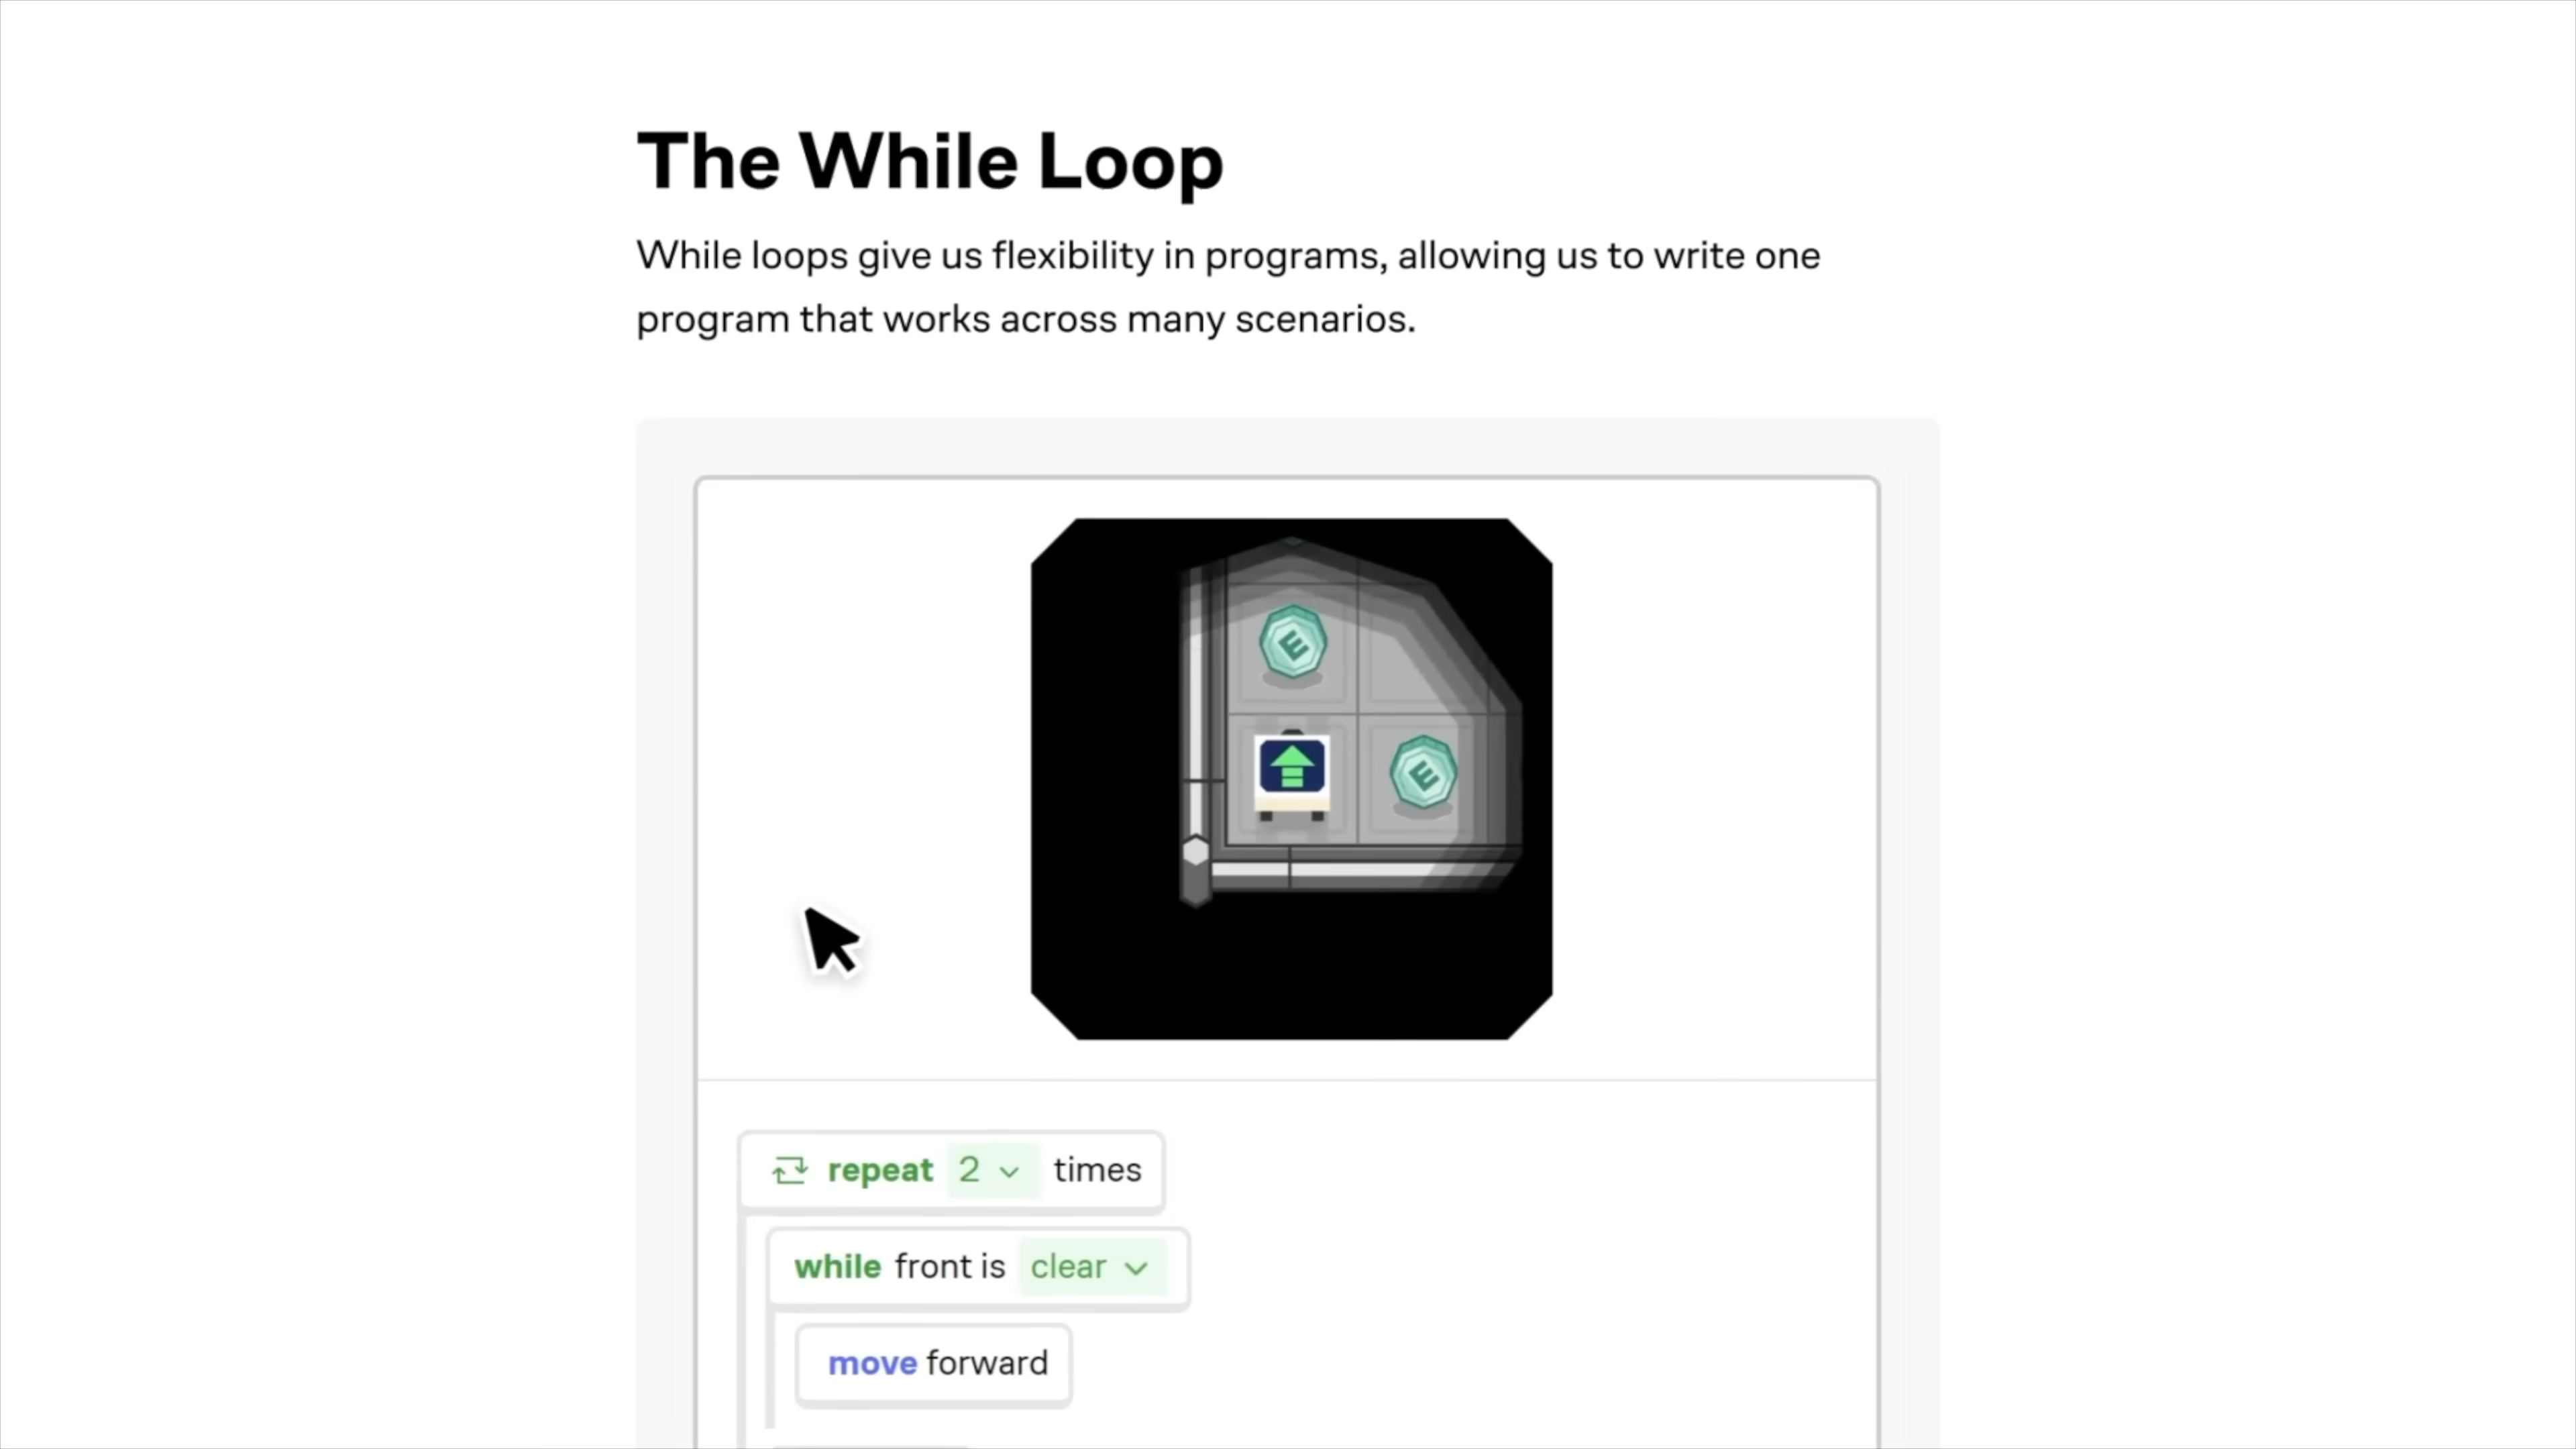 The While Loop
While loops give us flexibility in programs, allowing us to write one
program that works across many scenarios.
E
E
repeat 2 times
while front is clear
move forward